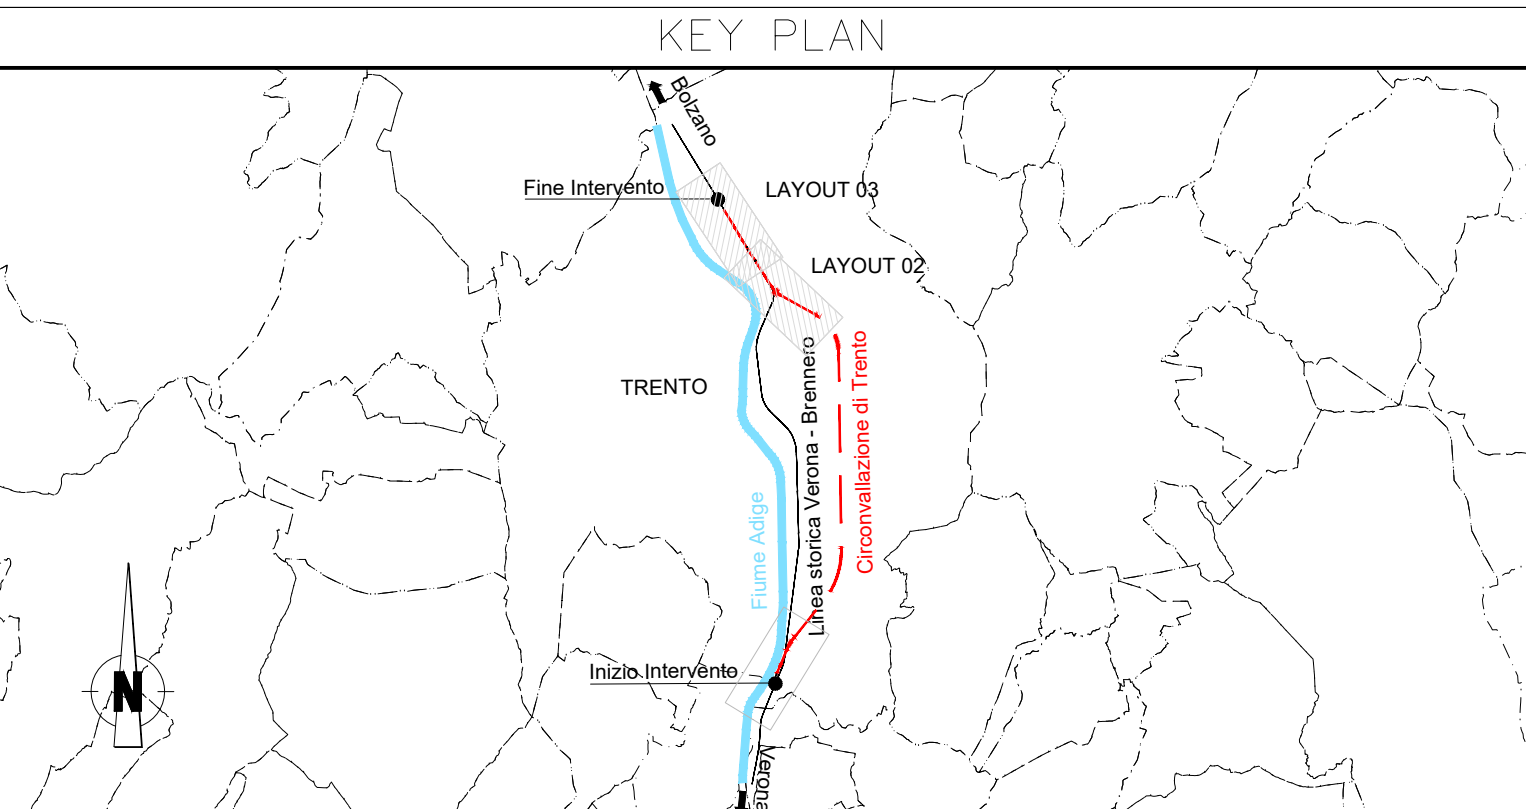 KEY PLAN
Bolzano
Fine Intervento
LAYOUT 03
LAYOUT 02
TRENTO
Linea storica Verona - Brennero
Circonvallazione di Trento
Fiume Adige
Inizio Intervento
N
Verona